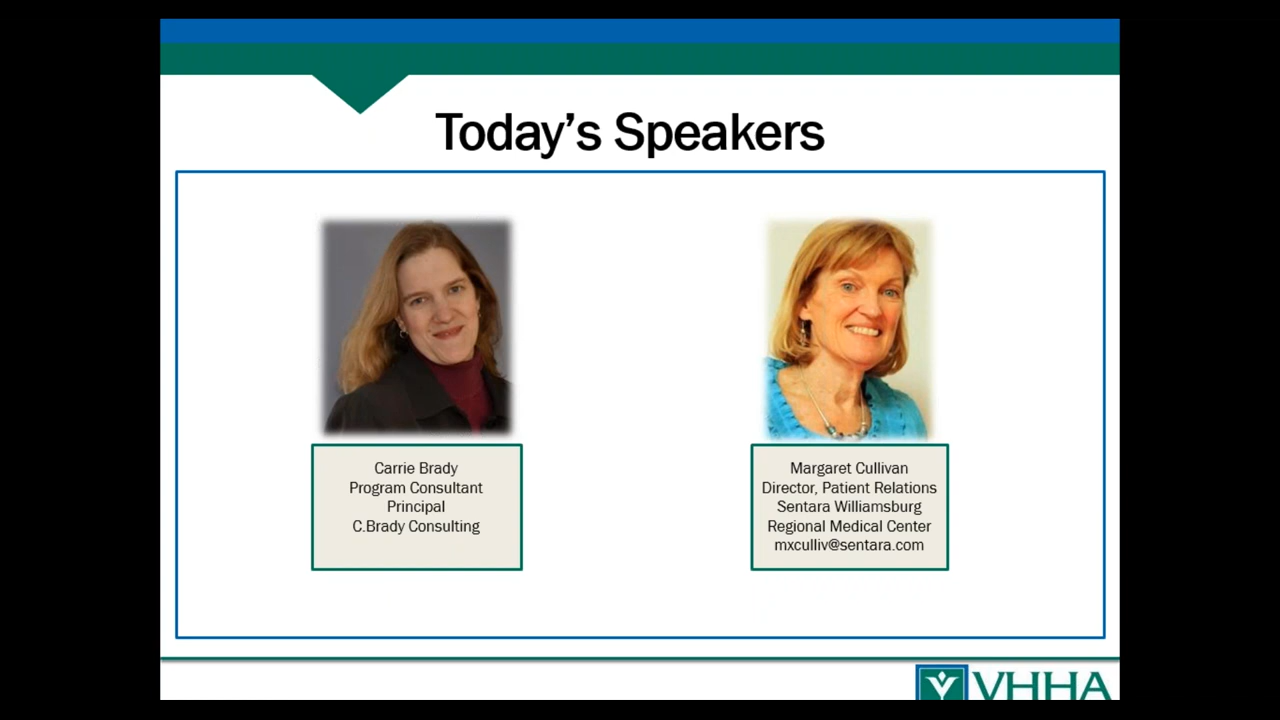 Today's Speakers
Carrie Brady
Program Consultant
Principal
C.Brady Consulting
Margaret Cullivan
Director, Patient Relations
Sentara Williamsburg
Regional Medical Center
mxculliv@sentara.com
VHHA